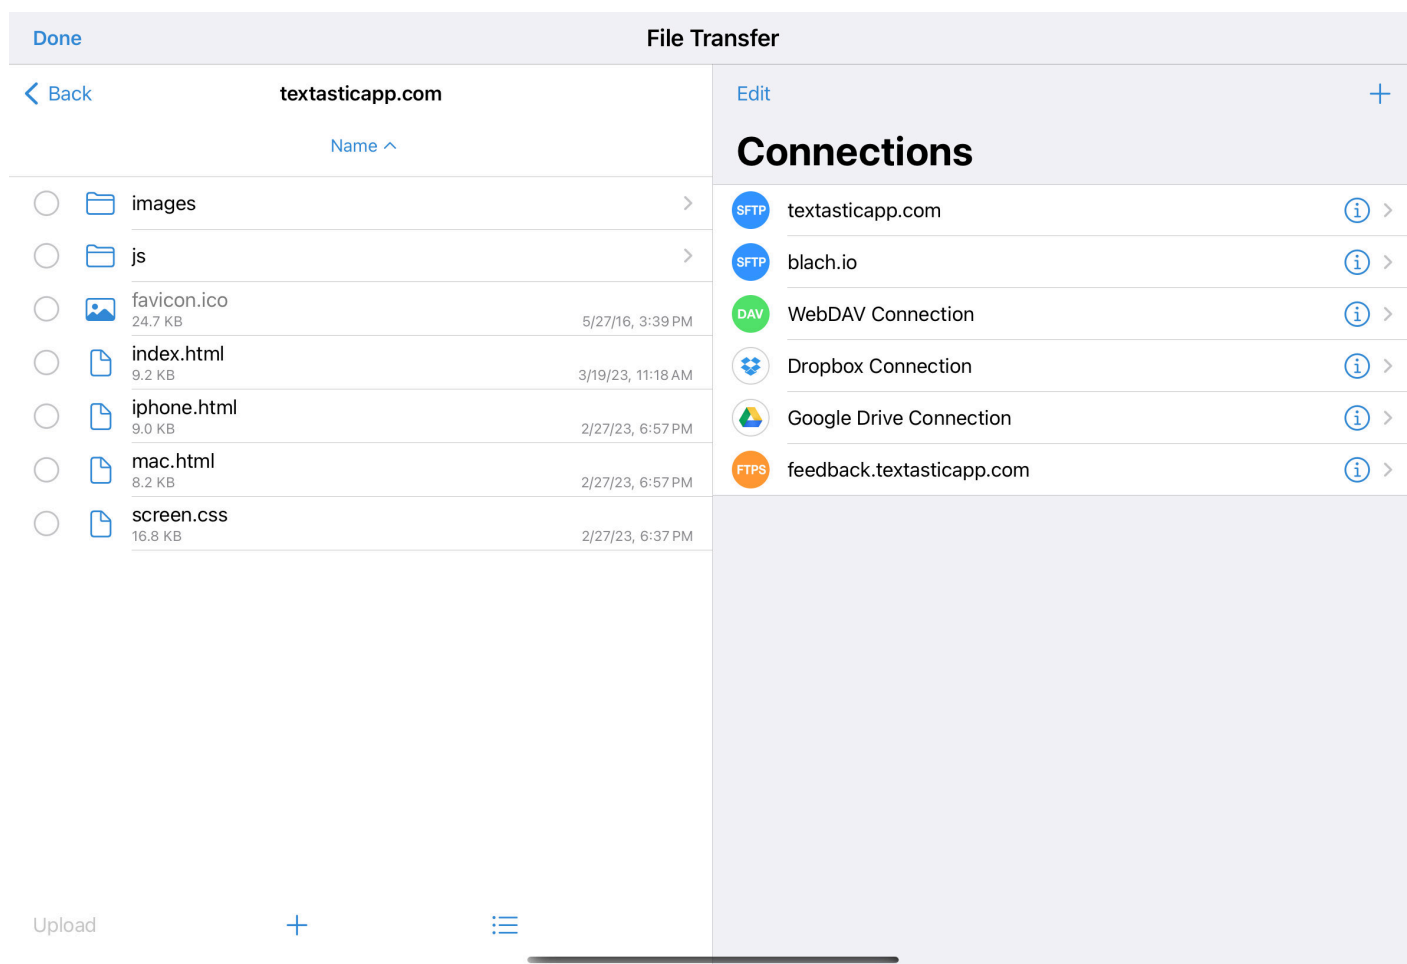 Done
File Transfer
Back
textasticapp.com
Name
images
js
favicon.ico
24.7 KB
5/27/16, 3:39 PM
index.html
9.2 KB
3/19/23, 11:18 AM
iphone.html
9.0 KB
2/27/23, 6:57 PM
mac.html
8.2 KB
2/27/23, 6:57 PM
screen.css
16.8 KB
2/27/23, 6:37 PM
Upload
Edit
Connections
SFTP textasticapp.com
SFTP blach.io
DAV WebDAV Connection
Dropbox Connection
Google Drive Connection
FTPS feedback.textasticapp.com